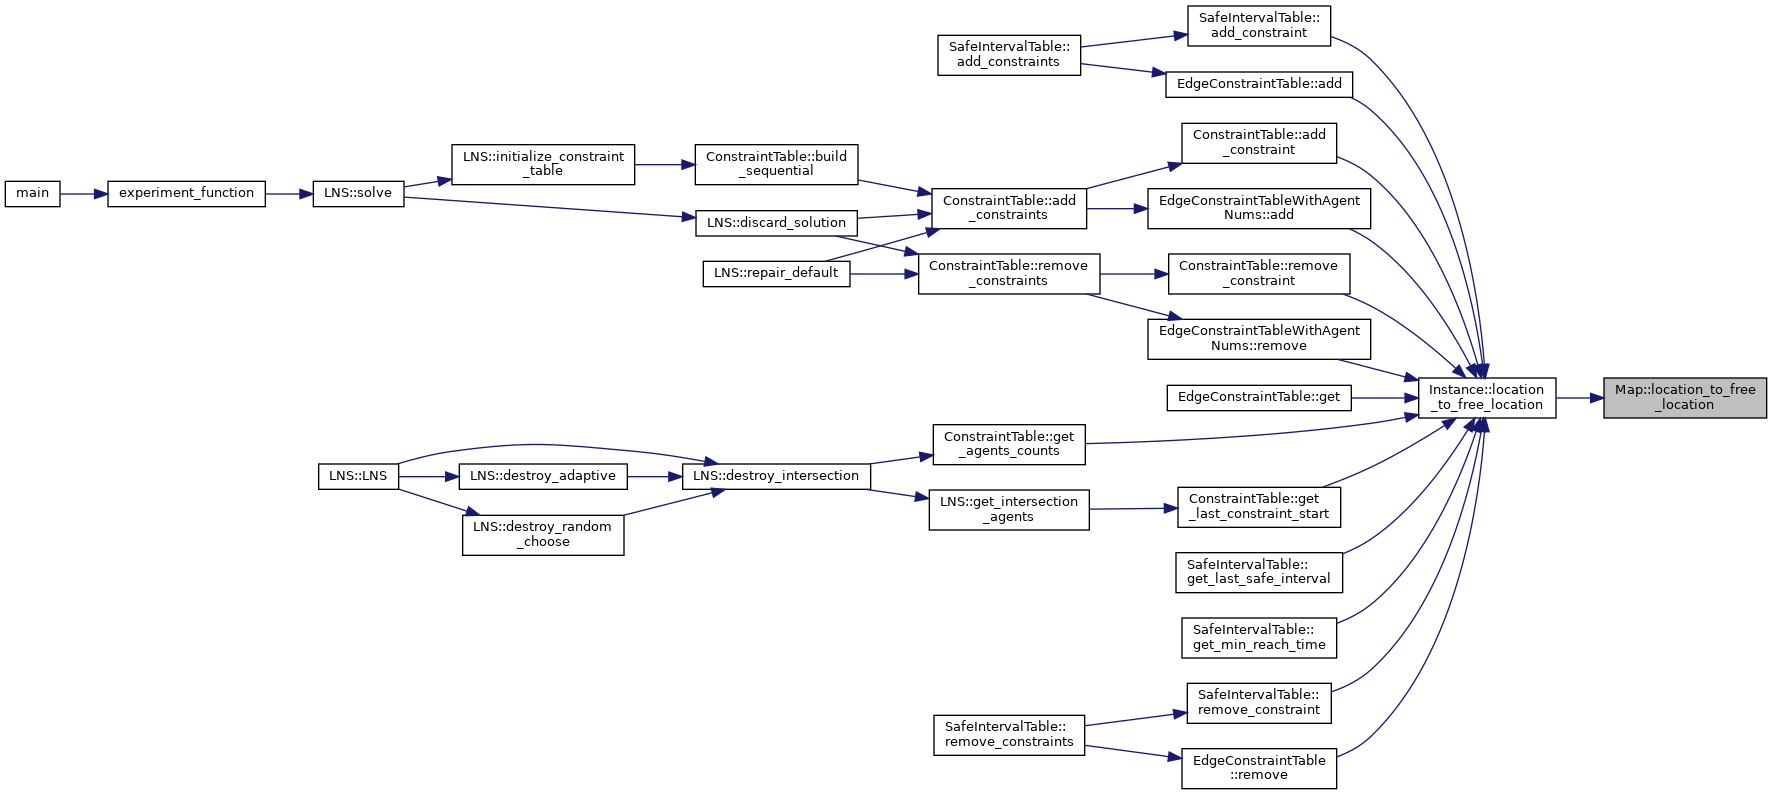 SafeIntervalTable::
add_constraint
SafeIntervalTable::
add_constraints
EdgeConstraintTable::add
ConstraintTable::add
_constraint
LNS::initialize_constraint
_table
ConstraintTable::build
_sequential
main
experiment_function
LNS::solve
ConstraintTable::add
_constraints
EdgeConstraintTableWithAgent
Nums::add
LNS::discard_solution
LNS::repair_default
ConstraintTable::remove
_constraints
ConstraintTable::remove
_constraint
EdgeConstraintTableWithAgent
Nums::remove
Instance::location
_to_free_location
Map::location_to_free
_location
EdgeConstraintTable::get
ConstraintTable::get
_agents_counts
LNS::LNS
LNS::destroy_adaptive
LNS::destroy_intersection
LNS::get_intersection
_agents
ConstraintTable::get
_last_constraint_start
LNS::destroy_random
_choose
SafeIntervalTable::
get_last_safe_interval
SafeIntervalTable::
get_min_reach_time
SafeIntervalTable::
remove_constraint
SafeIntervalTable::
remove_constraints
EdgeConstraintTable
::remove